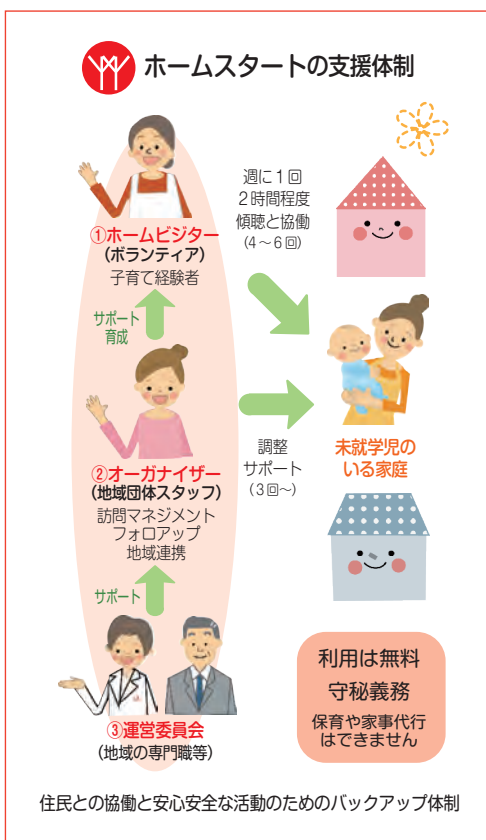 ホームスタートの支援体制
週に1回
2時間程度
傾聴と協働
(4～6回)
①ホームビジター
(ボランティア)
子育て経験者
サポート
育成
調整
サポート
(3回～)
未就学児の
いる家庭
②オーガナイザー
(地域団体スタッフ)
訪問マネジメント
フォロアップ
地域連携
サポート
③運営委員会
(地域の専門職等)
利用は無料
守秘義務
保育や家事代行
はできません
住民との協働と安心安全な活動のためのバックアップ体制